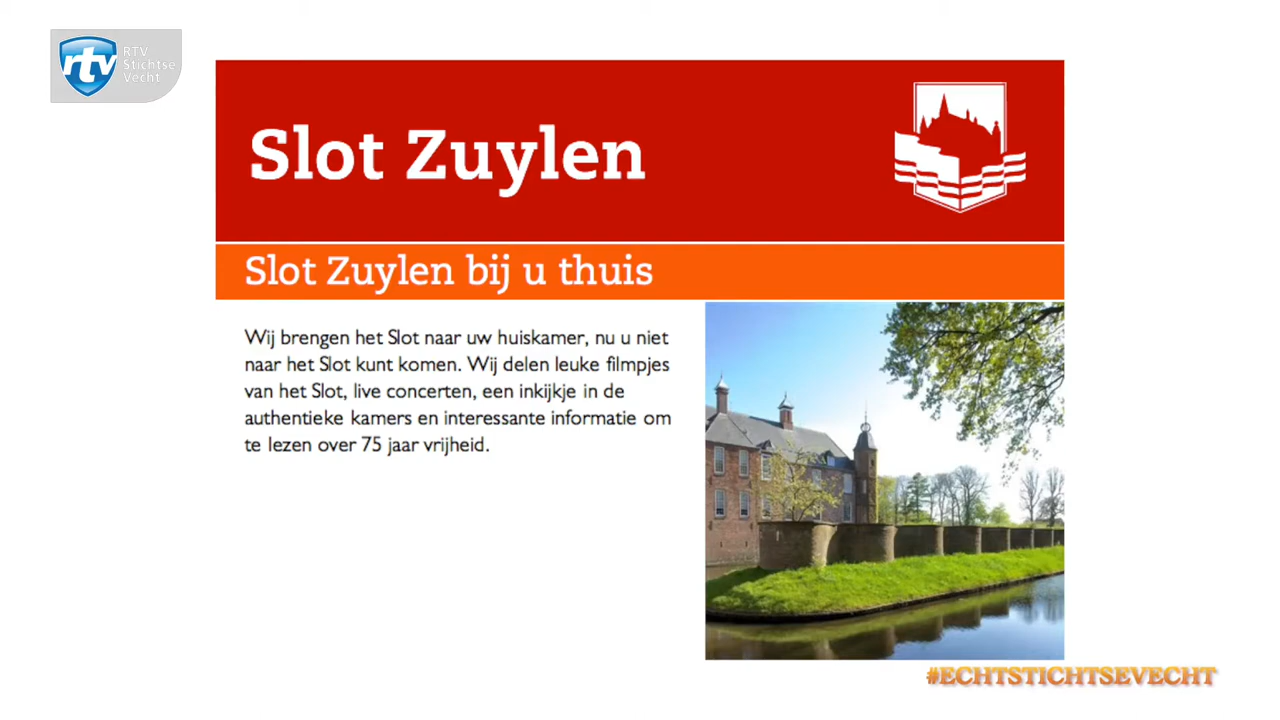 rtv
RTV
Stichtse
Vecht
Slot Zuylen
Slot Zuylen bij u thuis
Wij brengen het Slot naar uw huiskamer, nu u niet
naar het Slot kunt komen. Wij delen leuke filmpjes
van het Slot, live concerten, een inkijkje in de
authentieke kamers en interessante informatie om
te lezen over 75 jaar vrijheid.
#ECHTSTICHTSEVECHT